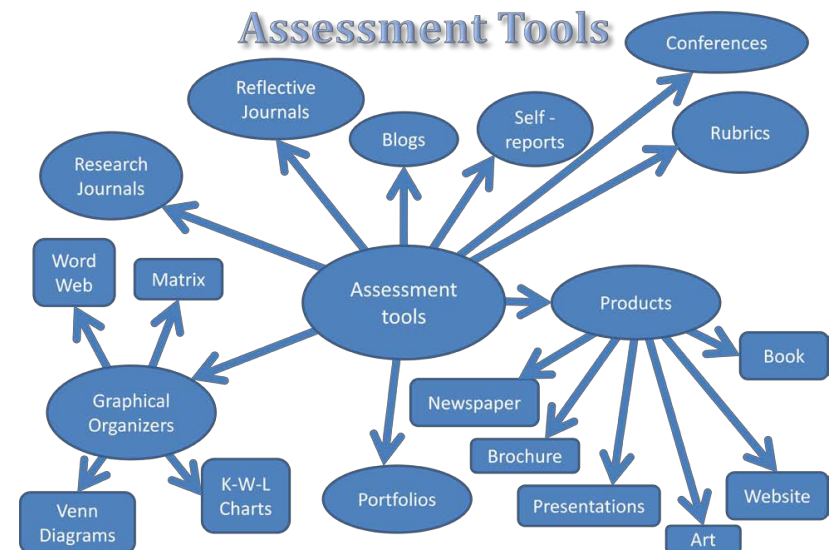 Assessment Tools
Conferences
Reflective
Journals
Blogs
Self -
reports
Rubrics
Research
Journals
Word
Web
Matrix
Assessment
tools
Products
Book
Graphical
Organizers
Newspaper
Brochure
K-W-L
Charts
Venn
Diagrams
Portfolios
Presentations
Website
Art